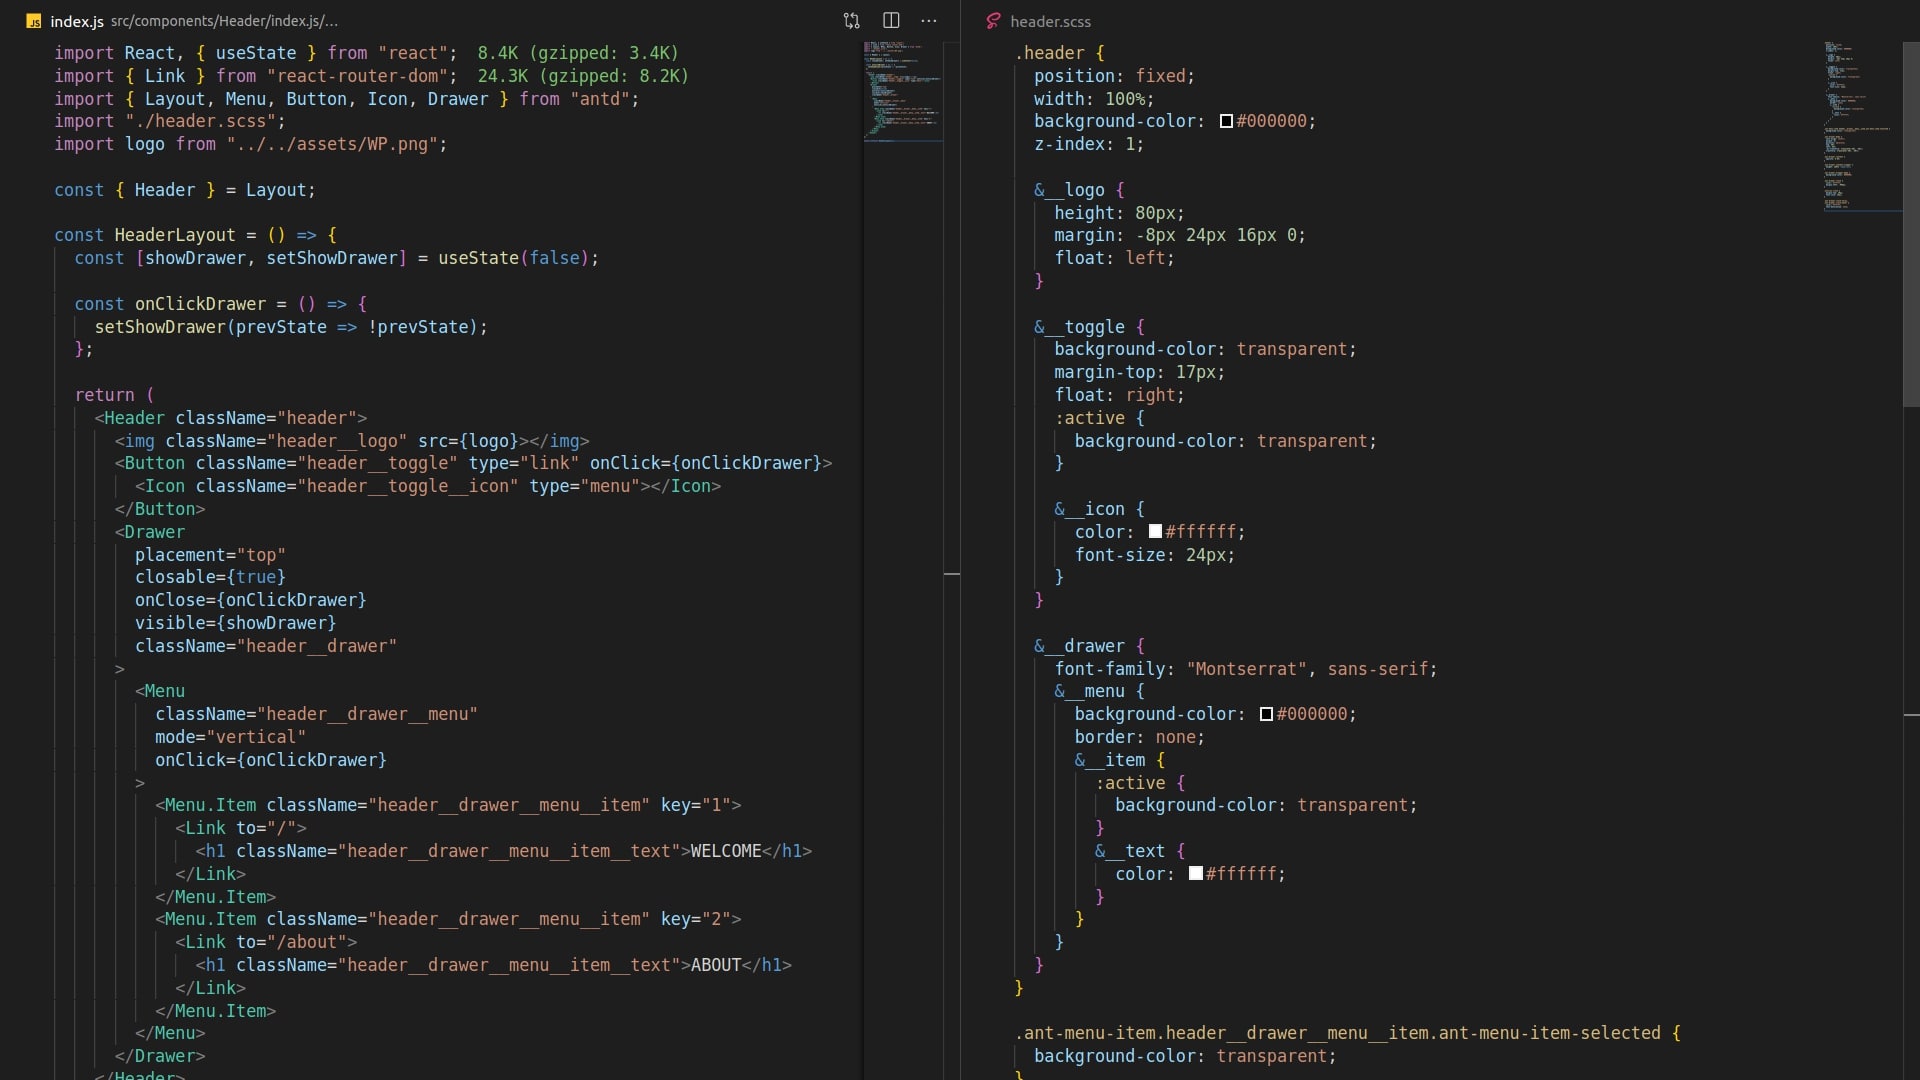 index.js src/components/Header/index.js/...
import React, { useState } from "react"; 8.4K (gzipped: 3.4K)
import { Link } from "react-router-dom"; 24.3K (gzipped: 8.2K)
import { Layout, Menu, Button, Icon, Drawer } from "antd";
import "./header.scss";
import logo from "../../assets/WP.png";
const { Header } = Layout;
const HeaderLayout = () => {
const [showDrawer, setShowDrawer] = useState(false);
const onClickDrawer = () => {
setShowDrawer(prevState => !prevState);
};
return (
<Header className="header">
<img className="header__logo" src={logo}></img>
<Button className="header__toggle" type="link" onClick={onClickDrawer}>
<Icon className="header__toggle__icon" type="menu"></Icon>
</Button>
<Drawer
placement="top"
closable={true}
onClose={onClickDrawer}
visible={showDrawer}
className="header__drawer"
>
<Menu
className="header__drawer__menu"
mode="vertical"
onClick={onClickDrawer}
>
<Menu.Item className="header__drawer__menu__item" key="1">
<Link to="/">
<h1 className="header__drawer__menu__item__text">WELCOME</h1>
</Link>
</Menu.Item>
<Menu.Item className="header__drawer__menu__item" key="2">
<Link to="/about">
<h1 className="header__drawer__menu__item__text">ABOUT</h1>
</Link>
</Menu.Item>
</Menu>
</Drawer>
</Header>
header.scss
.header {
position: fixed;
width: 100%;
background-color: #000000;
z-index: 1;
&__logo {
height: 80px;
margin: -8px 24px 16px 0;
float: left;
}
&__toggle {
background-color: transparent;
margin-top: 17px;
float: right;
:active {
background-color: transparent;
}
&__icon {
color: #ffffff;
font-size: 24px;
}
}
&__drawer {
font-family: "Montserrat", sans-serif;
&__menu {
background-color: #000000;
border: none;
&__item {
:active {
background-color: transparent;
}
&__text {
color: #ffffff;
}
}
}
}
}
.ant-menu-item.header__drawer__menu__item.ant-menu-item-selected {
background-color: transparent;
}